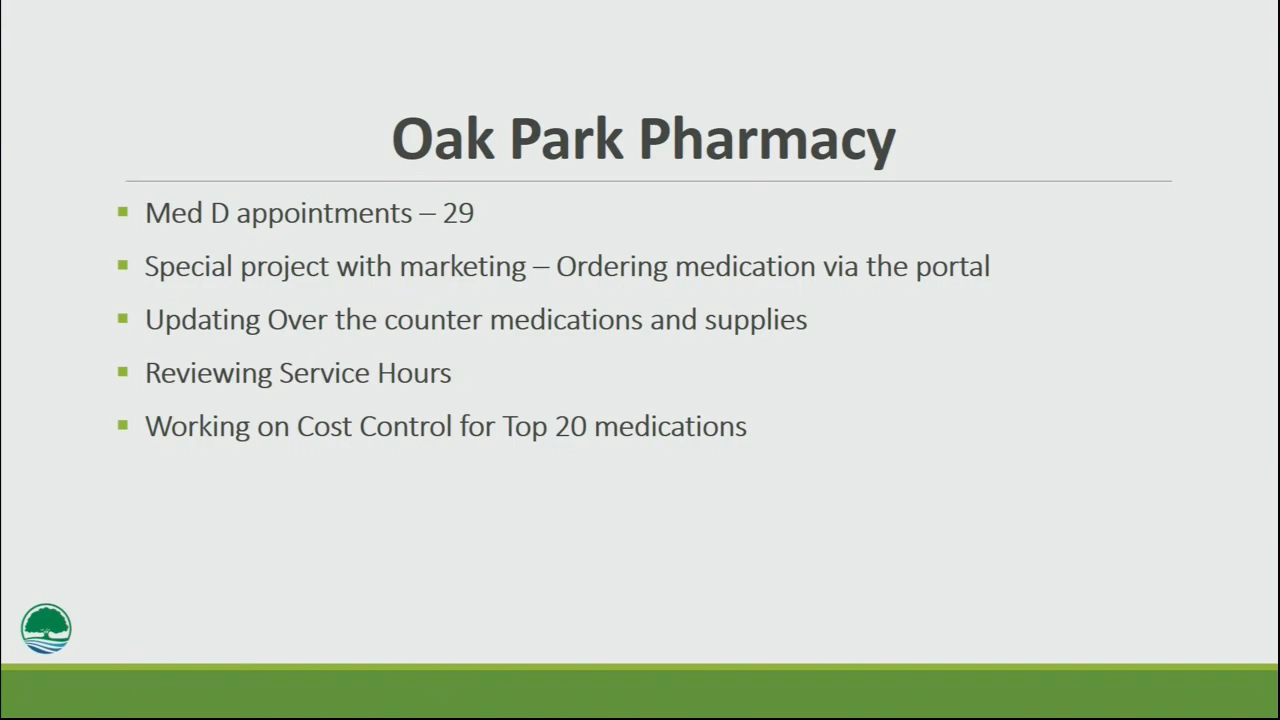 Oak Park Pharmacy
Med D appointments – 29
Special project with marketing – Ordering medication via the portal
Updating Over the counter medications and supplies
Reviewing Service Hours
Working on Cost Control for Top 20 medications